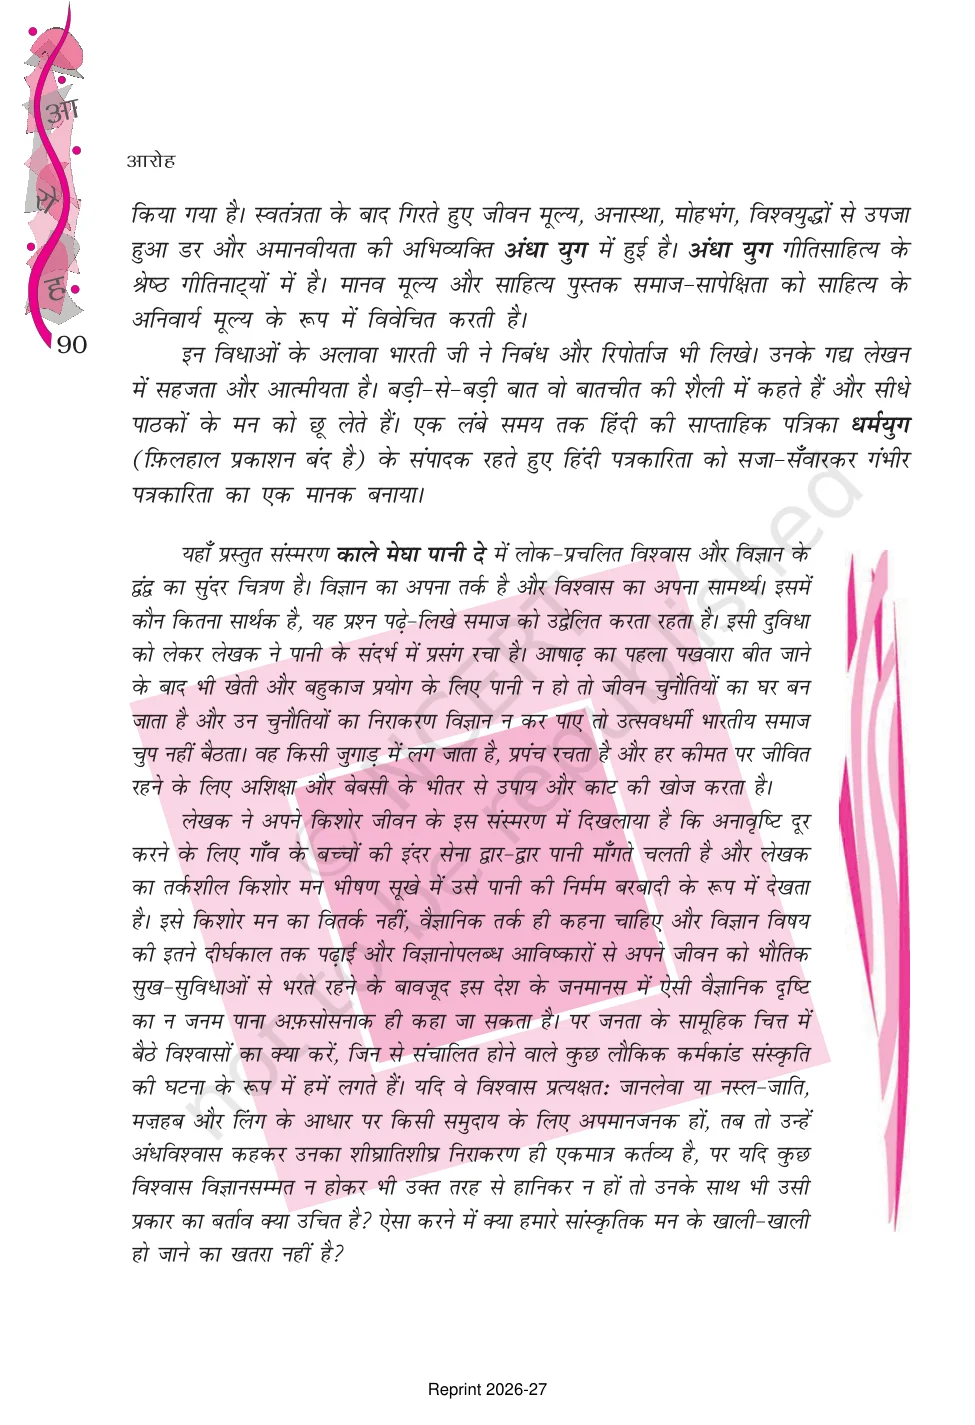 आ
रो
ह
90
आरोह
किया गया है। स्वतंत्रता के बाद गिरते हुए जीवन मूल्य, अनास्था, मोहभंग, विश्वयुद्धों से उपजा
हुआ डर और अमानवीयता की अभिव्यक्ति अंधा युग में हुई है। अंधा युग गीतिसाहित्य के
श्रेष्ठ गीतिनाट्यों में है। मानव मूल्य और साहित्य पुस्तक समाज-सापेक्षिता को साहित्य के
अनिवार्य मूल्य के रूप में विवेचित करती है।
इन विधाओं के अलावा भारती जी ने निबंध और रिपोर्ताज भी लिखे। उनके गद्य लेखन
में सहजता और आत्मीयता है। बड़ी-से-बड़ी बात वो बातचीत की शैली में कहते हैं और सीधे
पाठकों के मन को छू लेते हैं। एक लंबे समय तक हिंदी की साप्ताहिक पत्रिका धर्मयुग
(फ़िलहाल प्रकाशन बंद है) के संपादक रहते हुए हिंदी पत्रकारिता को सजा-सँवारकर गंभीर
पत्रकारिता का एक मानक बनाया।
यहाँ प्रस्तुत संस्मरण काले मेघा पानी दे में लोक-प्रचलित विश्वास और विज्ञान के
द्वंद्व का सुंदर चित्रण है। विज्ञान का अपना तर्क है और विश्वास का अपना सामर्थ्य। इसमें
कौन कितना सार्थक है, यह प्रश्न पढ़े-लिखे समाज को उद्वेलित करता रहता है। इसी दुविधा
को लेकर लेखक ने पानी के संदर्भ में प्रसंग रचा है। आषाढ़ का पहला पखवारा बीत जाने
के बाद भी खेती और बहुकाज प्रयोग के लिए पानी न हो तो जीवन चुनौतियों का घर बन
जाता है और उन चुनौतियों का निराकरण विज्ञान न कर पाए तो उत्सवधर्मी भारतीय समाज
चुप नहीं बैठता। वह किसी जुगाड़ में लग जाता है, प्रपंच रचता है और हर कीमत पर जीवित
रहने के लिए अशिक्षा और बेबसी के भीतर से उपाय और काट की खोज करता है।
लेखक ने अपने किशोर जीवन के इस संस्मरण में दिखलाया है कि अनावृष्टि दूर
करने के लिए गाँव के बच्चों की इंदर सेना द्वार-द्वार पानी माँगते चलती है और लेखक
का तर्कशील किशोर मन भीषण सूखे में उसे पानी की निर्मम बरबादी के रूप में देखता
है। इसे किशोर मन का वितर्क नहीं, वैज्ञानिक तर्क ही कहना चाहिए और विज्ञान विषय
की इतने दीर्घकाल तक पढ़ाई और विज्ञानोपलब्ध आविष्कारों से अपने जीवन को भौतिक
सुख-सुविधाओं से भरते रहने के बावजूद इस देश के जनमानस में ऐसी वैज्ञानिक दृष्टि
का न जनम पाना अफ़सोसनाक ही कहा जा सकता है। पर जनता के सामूहिक चित्त में
बैठे विश्वासों का क्या करें, जिन से संचालित होने वाले कुछ लौकिक कर्मकांड संस्कृति
की घटना के रूप में हमें लगते हैं। यदि वे विश्वास प्रत्यक्षत: जानलेवा या नस्ल-जाति,
मज़हब और लिंग के आधार पर किसी समुदाय के लिए अपमानजनक हों, तब तो उन्हें
अंधविश्वास कहकर उनका शीघ्रातिशीघ्र निराकरण ही एकमात्र कर्तव्य है, पर यदि कुछ
विश्वास विज्ञानसम्मत न होकर भी उक्त तरह से हानिकर न हों तो उनके साथ भी उसी
प्रकार का बर्ताव क्या उचित है? ऐसा करने में क्या हमारे सांस्कृतिक मन के खाली-खाली
हो जाने का खतरा नहीं है?
© NCERT
not to be republished
Reprint 2026-27